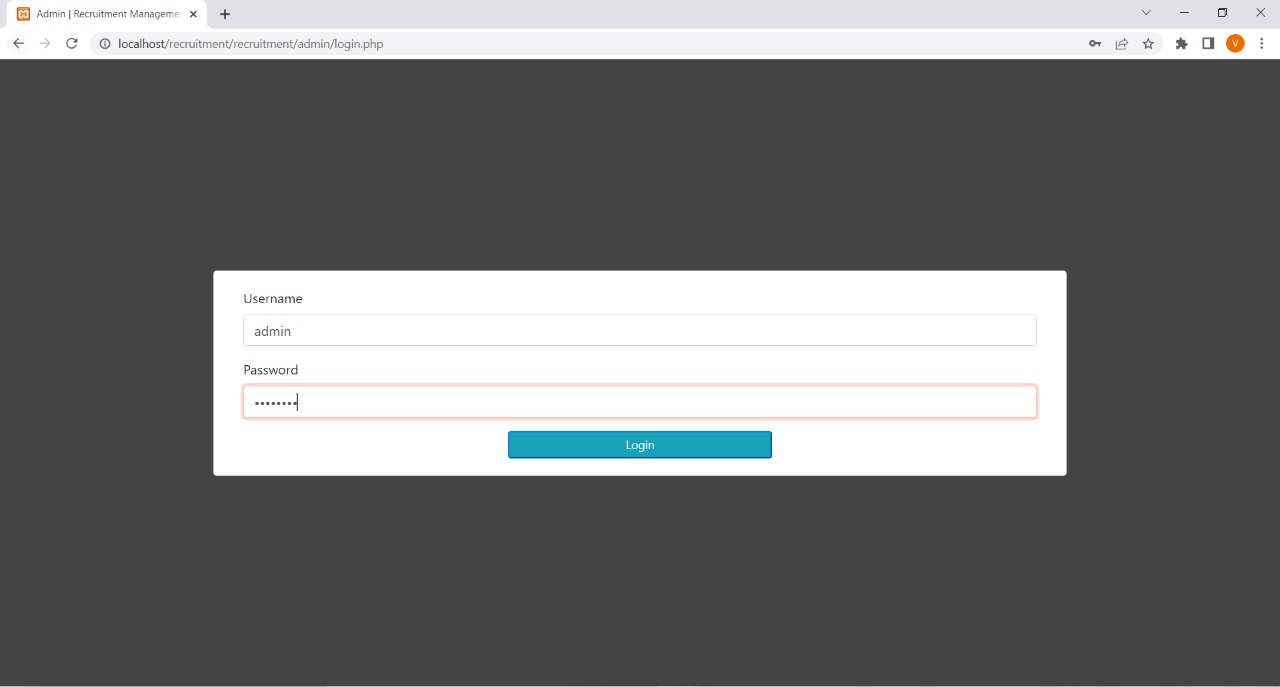 Admin | Recruitment Manageme
localhost/recruitment/recruitment/admin/login.php
V
Username
admin
Password
••••••••
Login